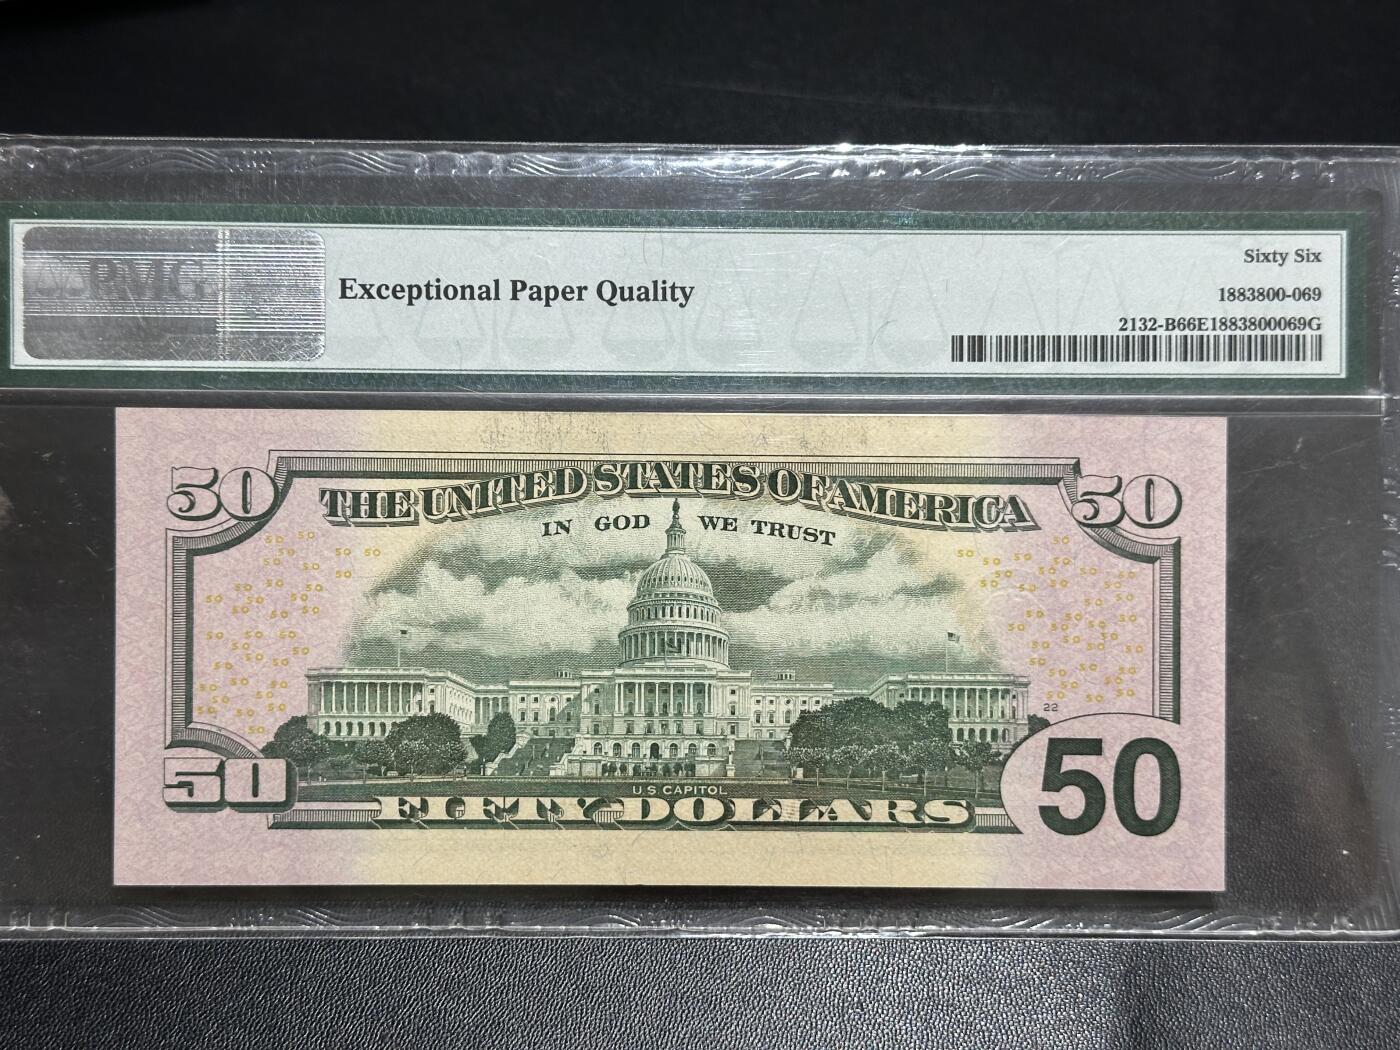 PMG
Exceptional Paper Quality
Sixty Six
1883800-069
2132-B66E1883800069G
50
THE UNITED STATES OF AMERICA
50
IN GOD WE TRUST
22
50
U.S. CAPITOL
FIFTY DOLLARS
50